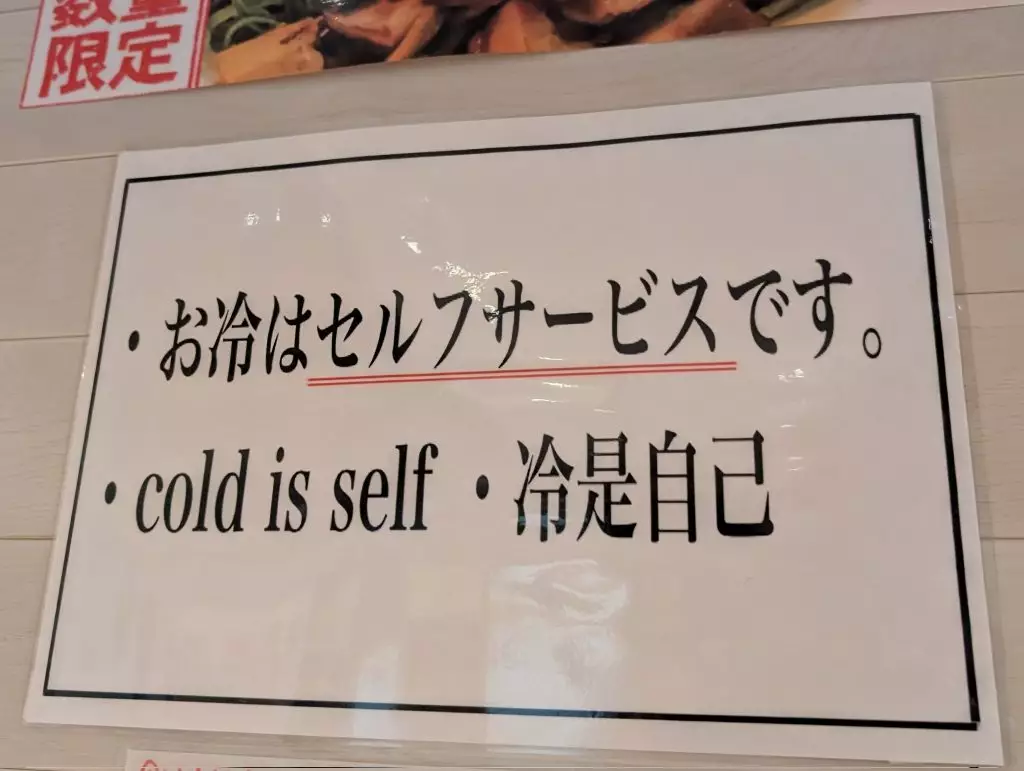 数量
限定
・お冷はセルフサービスです。
・cold is self ・冷是自己